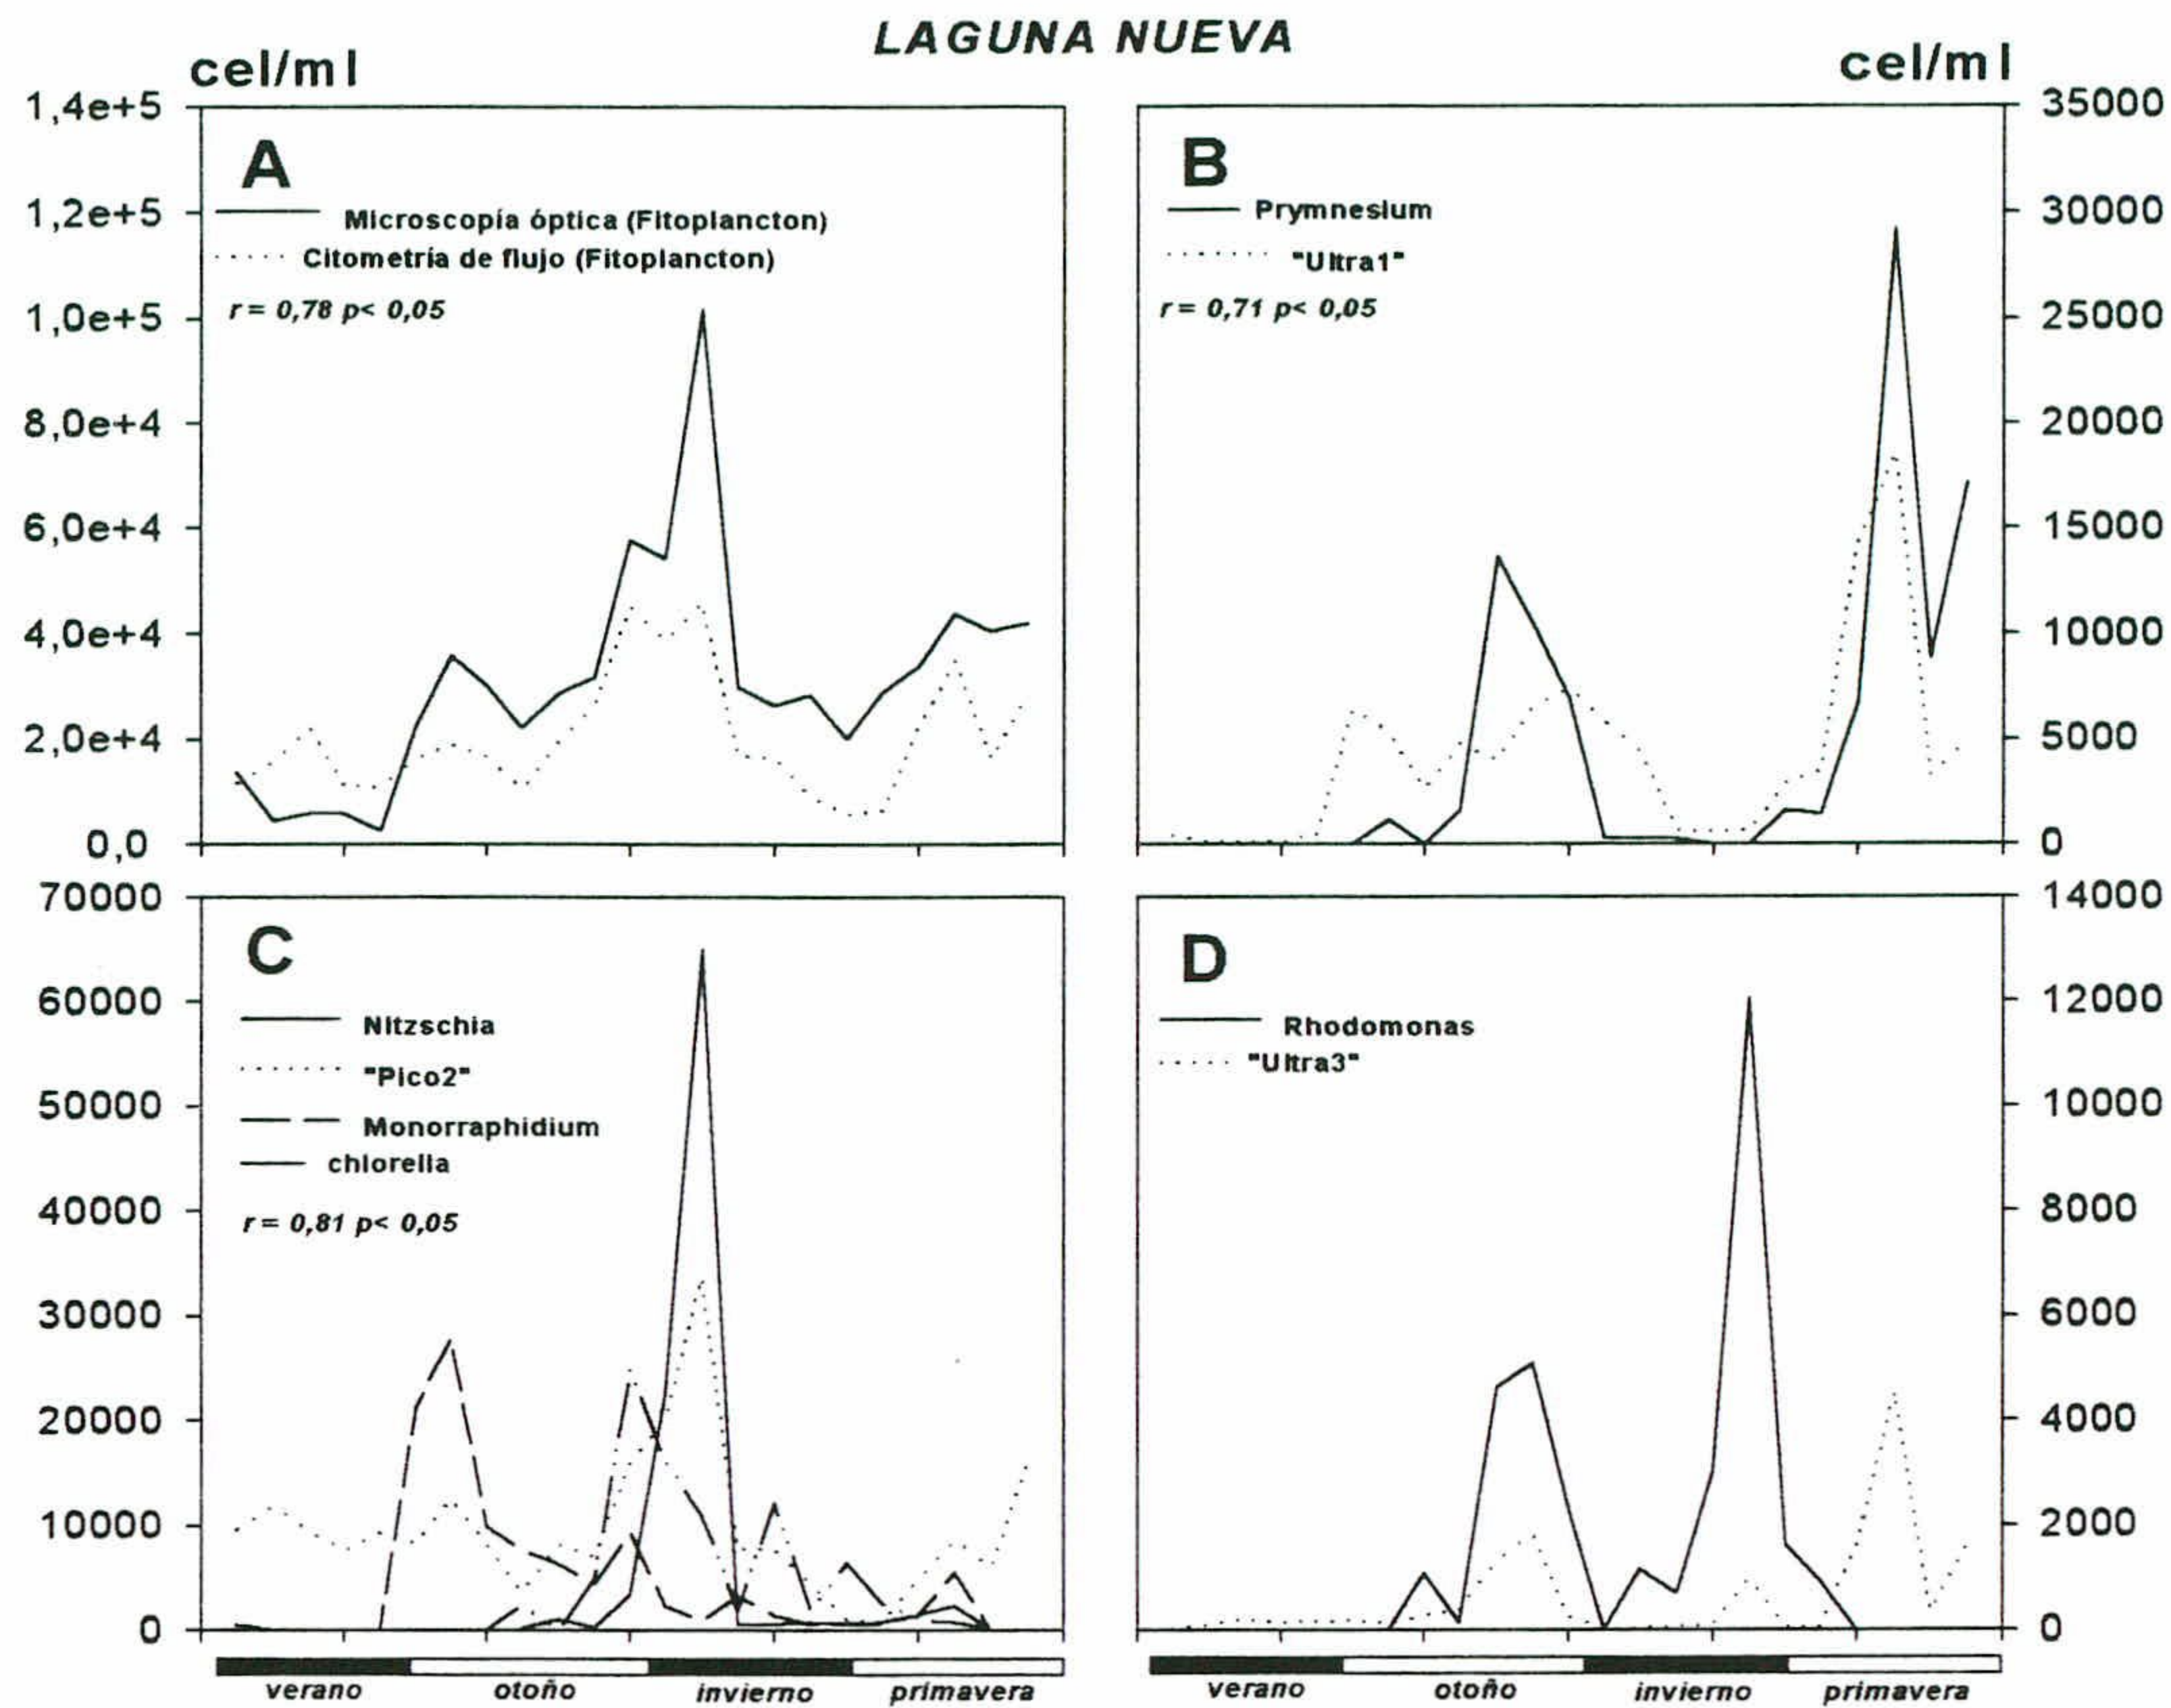 LAGUNA NUEVA
cel/ml
cel/ml
1,4e+5
1,2e+5
1,0e+5
8,0e+4
6,0e+4
4,0e+4
2,0e+4
0,0
A
Microscopía óptica (Fitoplancton)
Citometría de flujo (Fitoplancton)
r = 0,78 p< 0,05
B
Prymnesium
"Ultra1"
r = 0,71 p< 0,05
35000
30000
25000
20000
15000
10000
5000
0
70000
60000
50000
40000
30000
20000
10000
0
C
Nitzschia
"Pico2"
Monorraphidium
chlorella
r = 0,81 p< 0,05
D
Rhodomonas
"Ultra3"
14000
12000
10000
8000
6000
4000
2000
0
verano otoño invierno primavera
verano otoño invierno primavera